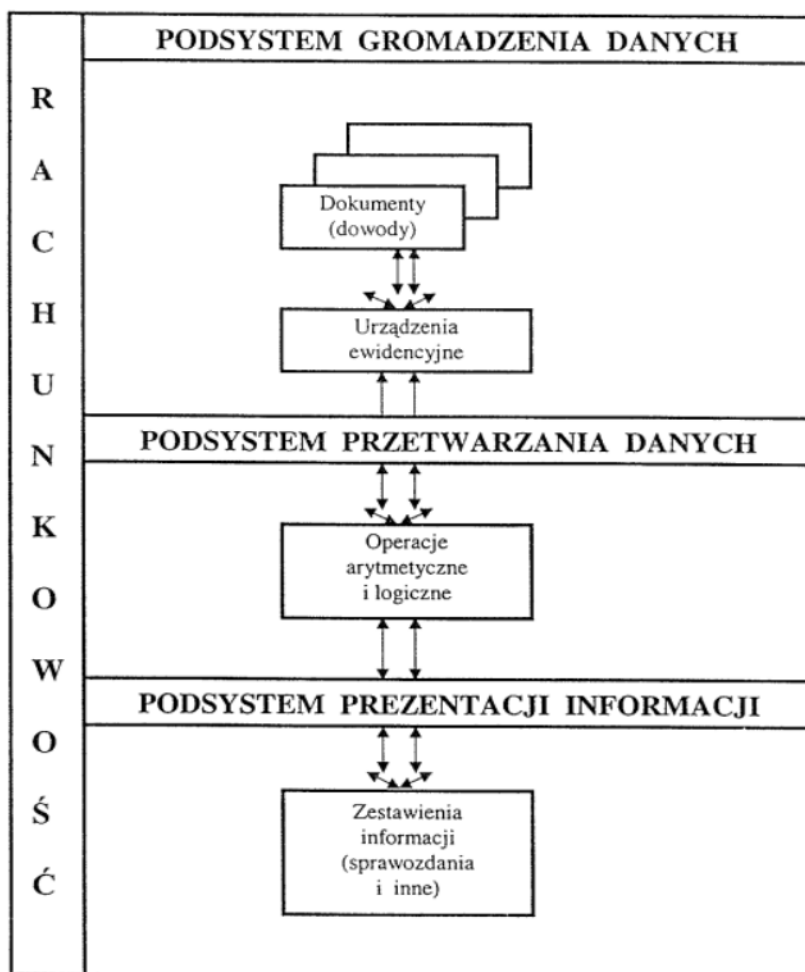 PODSYSTEM GROMADZENIA DANYCH
RACHUNKOWOŚĆ
Dokumenty
(dowody)
Urządzenia
ewidencyjne
PODSYSTEM PRZETWARZANIA DANYCH
Operacje
arytmetyczne
i logiczne
PODSYSTEM PREZENTACJI INFORMACJI
Zestawienia
informacji
(sprawozdania
i inne)